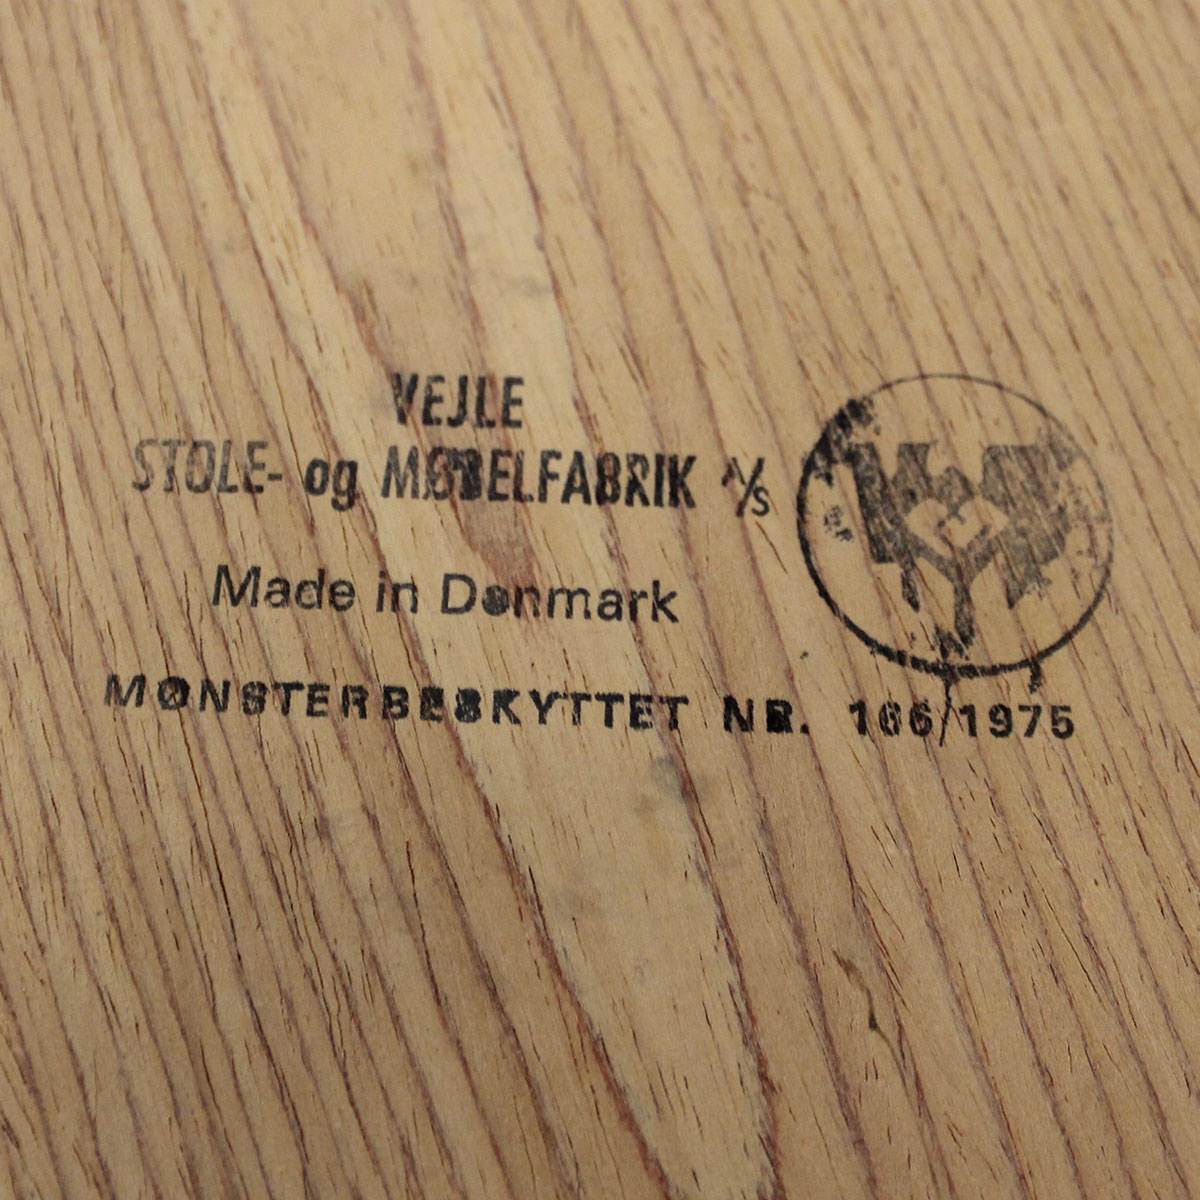 VEJLE
STOLE- og MØBELFABRIK A/S
Made in Denmark
MØNSTERBESKYTTET NR. 166/1975